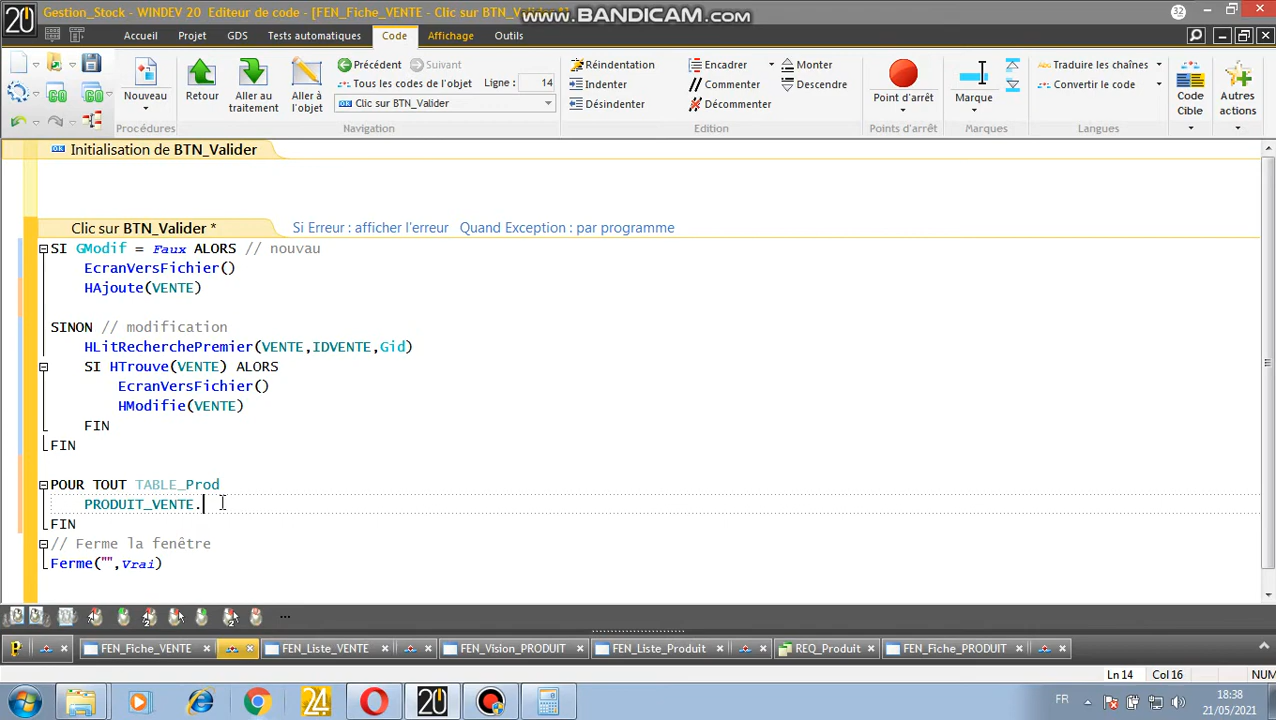 Gestion_Stock - WINDEV 20 Editeur de code - [FEN_Fiche_VENTE - Clic sur BTN_Valider
www.BANDICAM.com
32
20
Accueil
Projet
GDS
Tests automatiques
Code
Affichage
Outils
Nouveau
Procédures
Retour
Aller au traitement
Aller à l'objet
Précédent
Suivant
Tous les codes de l'objet
Ligne :
14
Clic sur BTN_Valider
Navigation
Réindentation
Indenter
Désindenter
Encadrer
Commenter
Décommenter
Monter
Descendre
Edition
Point d'arrêt
Points d'arrêt
Marque
Marques
Traduire les chaînes
Convertir le code
Langues
Code Cible
Autres actions
Initialisation de BTN_Valider
Clic sur BTN_Valider *
Si Erreur : afficher l'erreur
Quand Exception : par programme
SI GModif = Faux ALORS // nouvau
EcranVersFichier()
HAjoute(VENTE)
SINON // modification
HLitRecherchePremier(VENTE,IDVENTE,Gid)
SI HTrouve(VENTE) ALORS
EcranVersFichier()
HModifie(VENTE)
FIN
FIN
POUR TOUT TABLE_Prod
PRODUIT_VENTE.
FIN
// Ferme la fenêtre
Ferme("",Vrai)
...
FEN_Fiche_VENTE
FEN_Liste_VENTE
FEN_Vision_PRODUIT
FEN_Liste_Produit
REQ_Produit
FEN_Fiche_PRODUIT
Ln 14
Col 16
NUM
24
20
FR
18:38
21/05/2021